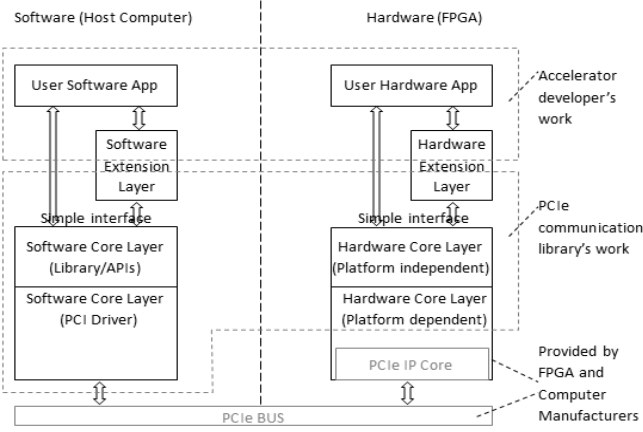 Software (Host Computer)
Hardware (FPGA)
User Software App
User Hardware App
Accelerator
developer's
work
Software
Extension
Layer
Hardware
Extension
Layer
Simple interface
Simple interface
PCIe
communication
library's work
Software Core Layer
(Library/APIs)
Hardware Core Layer
(Platform independent)
Software Core Layer
(PCI Driver)
Hardware Core Layer
(Platform dependent)
PCIe IP Core
Provided by
FPGA and
Computer
Manufacturers
PCIe BUS